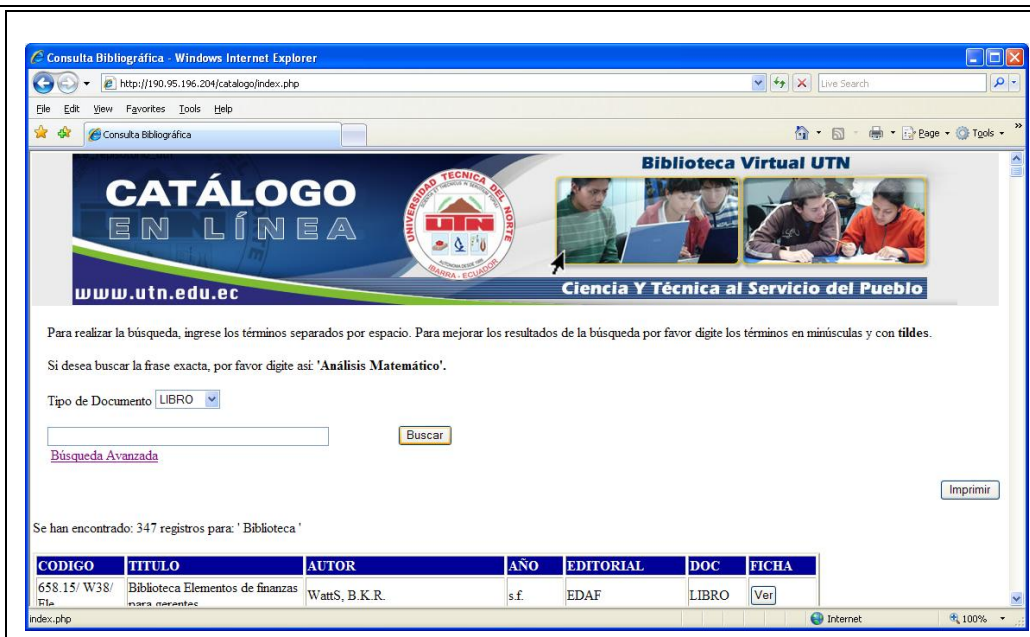 Consulta Bibliográfica - Windows Internet Explorer
http://190.95.196.204/catalogo/index.php
Live Search
File Edit View Favorites Tools Help
Consulta Bibliográfica
Page Tools
CATÁLOGO
EN LÍNEA
www.utn.edu.ec
UNIVERSIDAD TECNICA DEL NORTE
UTN
IBARRA - ECUADOR
Biblioteca Virtual UTN
Ciencia Y Técnica al Servicio del Pueblo
Para realizar la búsqueda, ingrese los términos separados por espacio. Para mejorar los resultados de la búsqueda por favor digite los términos en minúsculas y con tildes.
Si desea buscar la frase exacta, por favor digite así: 'Análisis Matemático'.
Tipo de Documento LIBRO
Buscar
Búsqueda Avanzada
Imprimir
Se han encontrado: 347 registros para: ' Biblioteca '
CODIGO TITULO AUTOR AÑO EDITORIAL DOC FICHA
658.15/ W38/ Ele Biblioteca Elementos de finanzas para gerentes WattS, B.K.R. s.f. EDAF LIBRO Ver
index.php Internet 100%